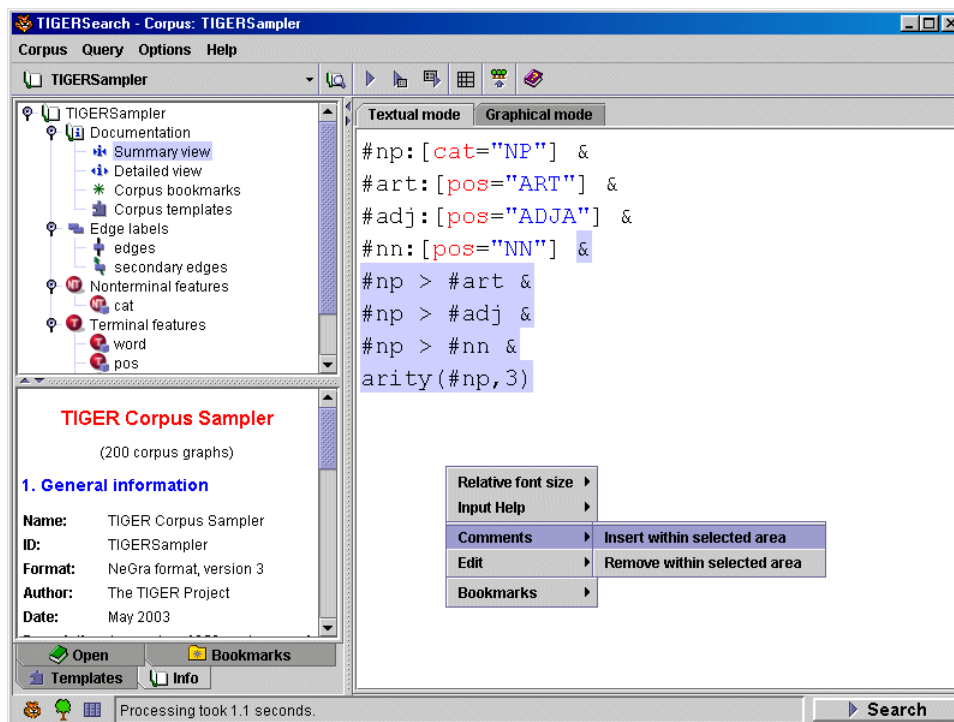 TIGERSearch - Corpus: TIGERSampler
Corpus Query Options Help
TIGERSampler
TIGERSampler
Documentation
Summary view
Detailed view
Corpus bookmarks
Corpus templates
Edge labels
edges
secondary edges
Nonterminal features
cat
Terminal features
word
pos
TIGER Corpus Sampler
(200 corpus graphs)
1. General information
Name: TIGER Corpus Sampler
ID: TIGERSampler
Format: NeGra format, version 3
Author: The TIGER Project
Date: May 2003
Open Bookmarks
Templates Info
Textual mode Graphical mode
#np:[cat="NP"] &
#art:[pos="ART"] &
#adj:[pos="ADJA"] &
#nn:[pos="NN"] &
#np > #art &
#np > #adj &
#np > #nn &
arity(#np,3)
Relative font size
Input Help
Comments
Edit
Bookmarks
Insert within selected area
Remove within selected area
Processing took 1.1 seconds.
Search